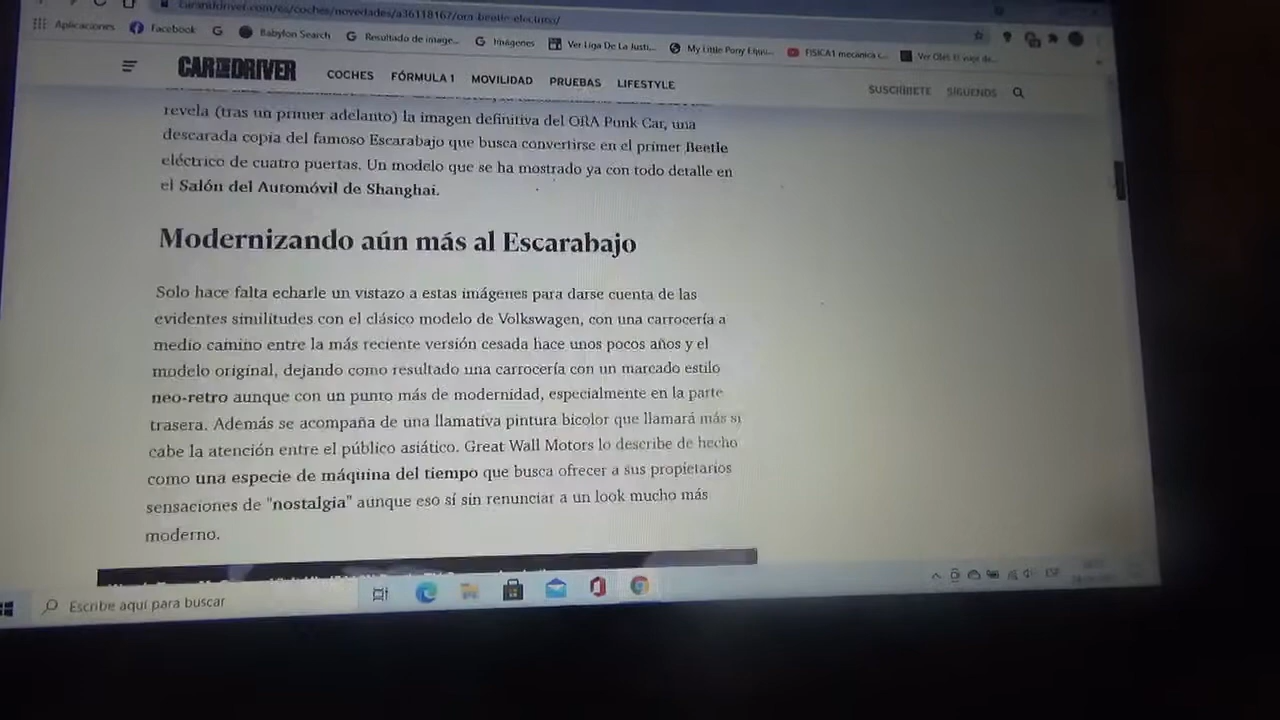 caranddriver.com/es/coches/novedades/a36118167/ora-beetle-electrico/
Aplicaciones Facebook Babylon Search Resultado de image... Imágenes Ver Liga De La Justi... My Little Pony Equi... FISICA1 mecánica c...
CAR AND DRIVER COCHES FÓRMULA 1 MOVILIDAD PRUEBAS LIFESTYLE SUSCRÍBETE SÍGUENOS
revela (tras un primer adelanto) la imagen definitiva del ORA Punk Car, una
descarada copia del famoso Escarabajo que busca convertirse en el primer Beetle
eléctrico de cuatro puertas. Un modelo que se ha mostrado ya con todo detalle en
el Salón del Automóvil de Shanghai.
Modernizando aún más al Escarabajo
Solo hace falta echarle un vistazo a estas imágenes para darse cuenta de las
evidentes similitudes con el clásico modelo de Volkswagen, con una carrocería a
medio camino entre la más reciente versión cesada hace unos pocos años y el
modelo original, dejando como resultado una carrocería con un marcado estilo
neo-retro aunque con un punto más de modernidad, especialmente en la parte
trasera. Además se acompaña de una llamativa pintura bicolor que llamará más si
cabe la atención entre el público asiático. Great Wall Motors lo describe de hecho
como una especie de máquina del tiempo que busca ofrecer a sus propietarios
sensaciones de "nostalgia" aunque eso sí sin renunciar a un look mucho más
moderno.
Escribe aquí para buscar ESP